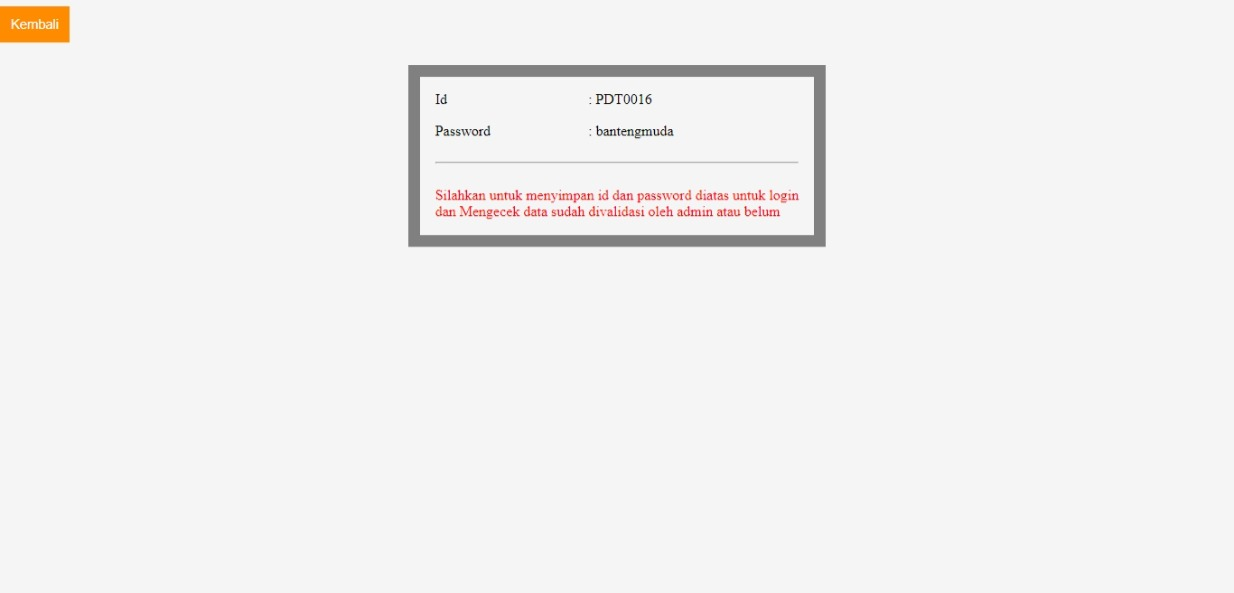 Kembali
Id : PDT0016
Password : bantengmuda
Silahkan untuk menyimpan id dan password diatas untuk login
dan Mengecek data sudah divalidasi oleh admin atau belum